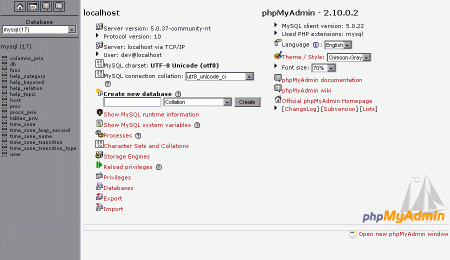 Database
mysql (17)
mysql (17)
columns_priv
db
func
help_category
help_keyword
help_relation
help_topic
host
proc
procs_priv
tables_priv
time_zone
time_zone_leap_second
time_zone_name
time_zone_transition
time_zone_transition_type
user
localhost
Server version: 5.0.37-community-nt
Protocol version: 10
Server: localhost via TCP/IP
User: dev@localhost
MySQL charset: UTF-8 Unicode (utf8)
MySQL connection collation: utf8_unicode_ci
Create new database
Collation Create
Show MySQL runtime information
Show MySQL system variables
Processes
Character Sets and Collations
Storage Engines
Reload privileges
Privileges
Databases
Export
Import
phpMyAdmin - 2.10.0.2
MySQL client version: 5.0.22
Used PHP extensions: mysql
Language : English
Theme / Style: Crimson-Gray
Font size: 70%
phpMyAdmin documentation
phpMyAdmin wiki
Official phpMyAdmin Homepage
[ChangeLog] [Subversion] [Lists]
phpMyAdmin
Open new phpMyAdmin window